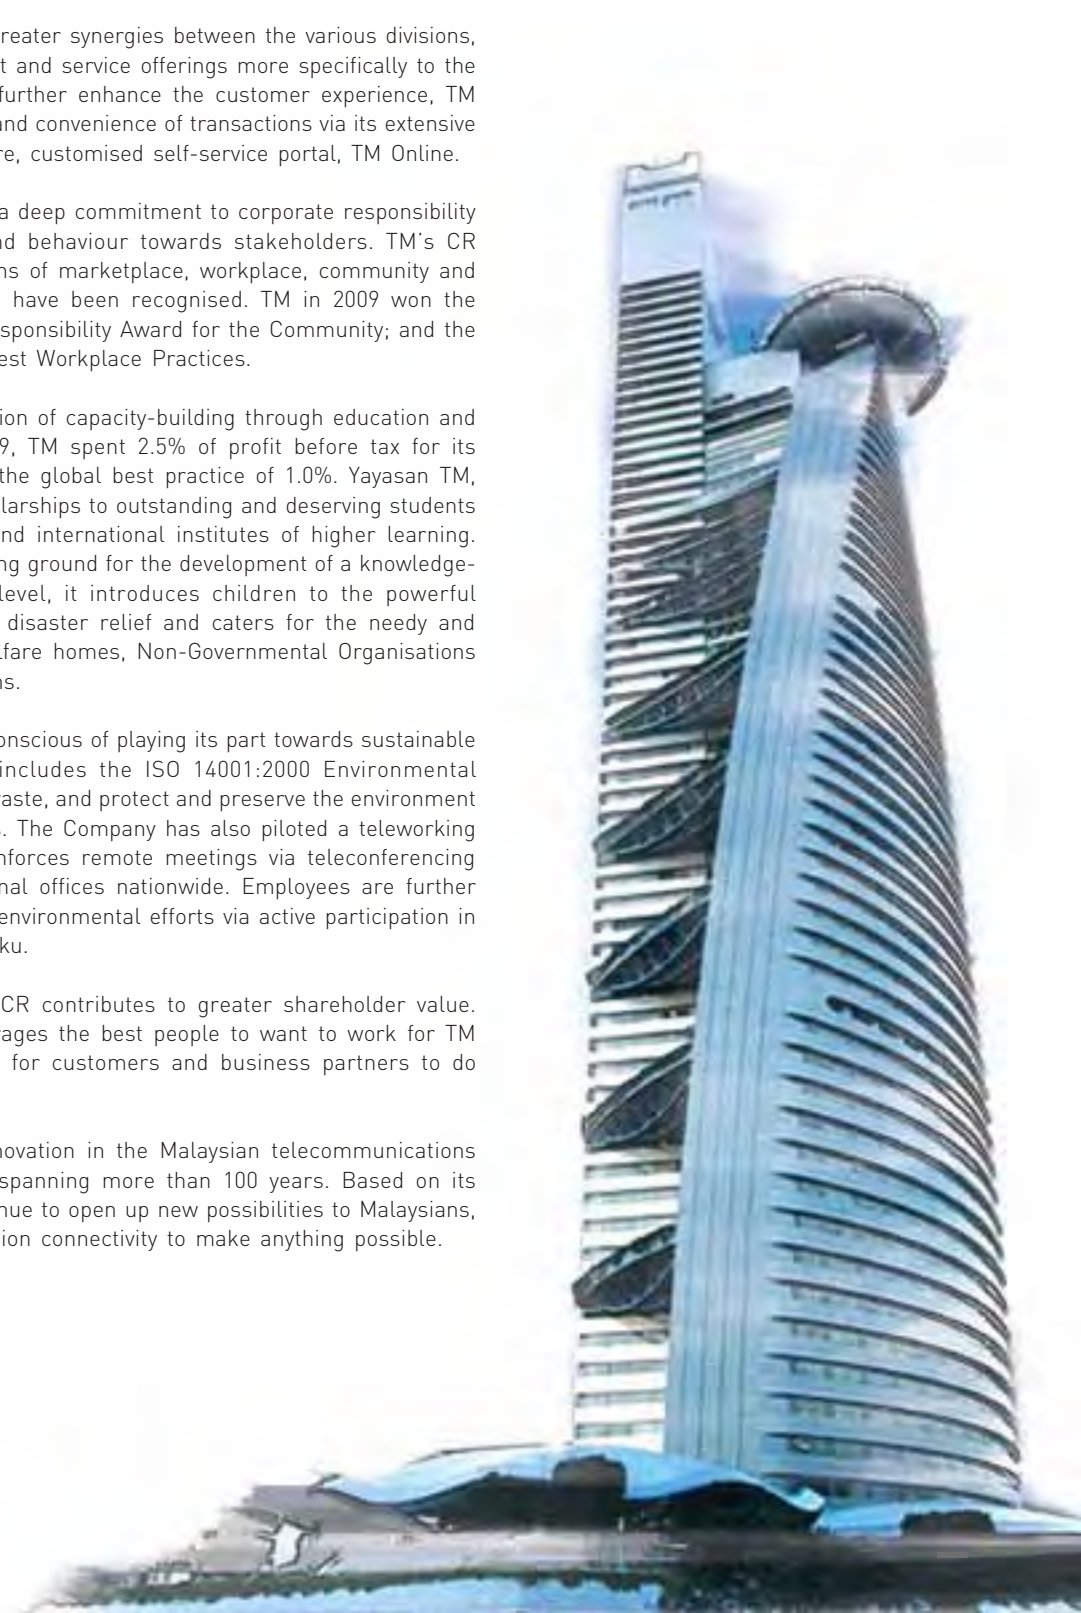 reater synergies between the various divisions,
t and service offerings more specifically to the
further enhance the customer experience, TM
and convenience of transactions via its extensive
re, customised self-service portal, TM Online.
a deep commitment to corporate responsibility
nd behaviour towards stakeholders. TM’s CR
ns of marketplace, workplace, community and
have been recognised. TM in 2009 won the
sponsibility Award for the Community; and the
est Workplace Practices.
ion of capacity-building through education and
9, TM spent 2.5% of profit before tax for its
the global best practice of 1.0%. Yayasan TM,
larships to outstanding and deserving students
nd international institutes of higher learning.
ng ground for the development of a knowledge-
level, it introduces children to the powerful
disaster relief and caters for the needy and
lfare homes, Non-Governmental Organisations
ns.
onscious of playing its part towards sustainable
includes the ISO 14001:2000 Environmental
aste, and protect and preserve the environment
s. The Company has also piloted a teleworking
nforces remote meetings via teleconferencing
nal offices nationwide. Employees are further
environmental efforts via active participation in
ku.
CR contributes to greater shareholder value.
ages the best people to want to work for TM
for customers and business partners to do
novation in the Malaysian telecommunications
spanning more than 100 years. Based on its
nue to open up new possibilities to Malaysians,
ion connectivity to make anything possible.